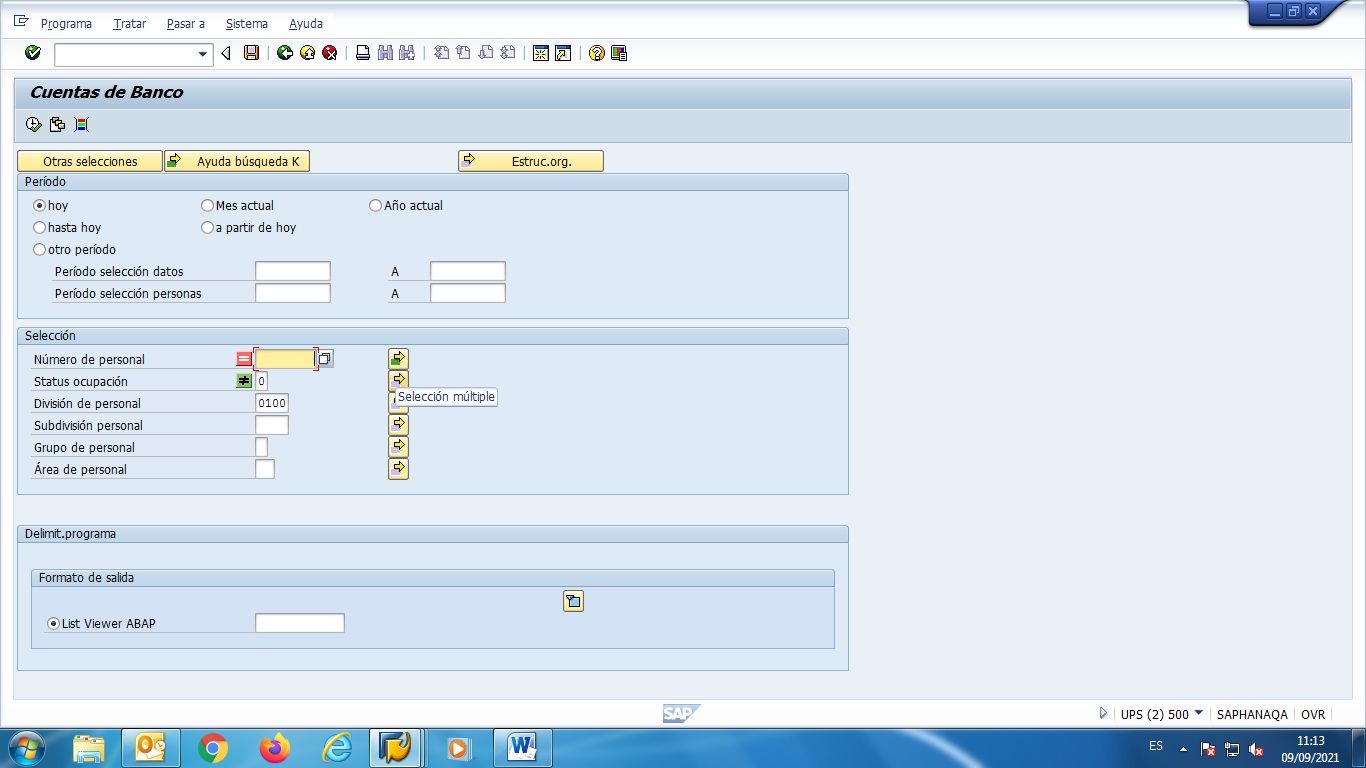 Programa Tratar Pasar a Sistema Ayuda
Cuentas de Banco
Otras selecciones Ayuda búsqueda K Estruc.org.
Período
hoy Mes actual Año actual
hasta hoy a partir de hoy
otro período
Período selección datos A
Período selección personas A
Selección
Número de personal
Status ocupación 0
Selección múltiple
División de personal 0100
Subdivisión personal
Grupo de personal
Área de personal
Delimit.programa
Formato de salida
List Viewer ABAP
SAP
UPS (2) 500 SAPHANAQA OVR
ES 11:13
09/09/2021